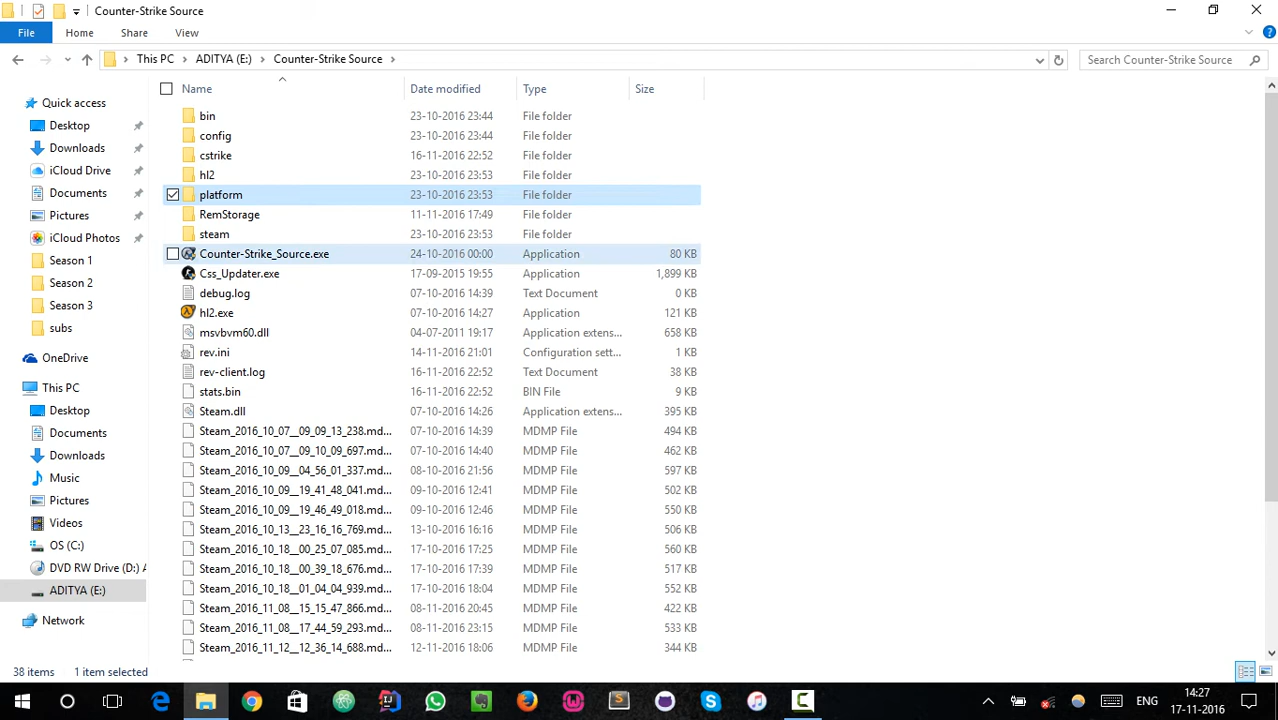 Counter-Strike Source
File Home Share View
This PC ADITYA (E:) Counter-Strike Source Search Counter-Strike Source
Name Date modified Type Size
Quick access
Desktop
Downloads
iCloud Drive
Documents
Pictures
iCloud Photos
Season 1
Season 2
Season 3
subs
OneDrive
This PC
Desktop
Documents
Downloads
Music
Pictures
Videos
OS (C:)
DVD RW Drive (D:) A
ADITYA (E:)
Network
bin 23-10-2016 23:44 File folder
config 23-10-2016 23:44 File folder
cstrike 16-11-2016 22:52 File folder
hl2 23-10-2016 23:53 File folder
platform 23-10-2016 23:53 File folder
RemStorage 11-11-2016 17:49 File folder
steam 23-10-2016 23:53 File folder
Counter-Strike_Source.exe 24-10-2016 00:00 Application 80 KB
Css_Updater.exe 17-09-2015 19:55 Application 1,899 KB
debug.log 07-10-2016 14:39 Text Document 0 KB
hl2.exe 07-10-2016 14:27 Application 121 KB
msvbvm60.dll 04-07-2011 19:17 Application extens... 658 KB
rev.ini 14-11-2016 21:01 Configuration sett... 1 KB
rev-client.log 16-11-2016 22:52 Text Document 38 KB
stats.bin 16-11-2016 22:52 BIN File 9 KB
Steam.dll 07-10-2016 14:26 Application extens... 395 KB
Steam_2016_10_07__09_09_13_238.md... 07-10-2016 14:39 MDMP File 494 KB
Steam_2016_10_07__09_10_09_697.md... 07-10-2016 14:40 MDMP File 462 KB
Steam_2016_10_09__04_56_01_337.md... 08-10-2016 21:56 MDMP File 597 KB
Steam_2016_10_09__19_41_48_041.md... 09-10-2016 12:41 MDMP File 502 KB
Steam_2016_10_09__19_46_49_018.md... 09-10-2016 12:46 MDMP File 550 KB
Steam_2016_10_13__23_16_16_769.md... 13-10-2016 16:16 MDMP File 506 KB
Steam_2016_10_18__00_25_07_085.md... 17-10-2016 17:25 MDMP File 560 KB
Steam_2016_10_18__00_39_18_676.md... 17-10-2016 17:39 MDMP File 517 KB
Steam_2016_10_18__01_04_04_939.md... 17-10-2016 18:04 MDMP File 552 KB
Steam_2016_11_08__15_15_47_866.md... 08-11-2016 20:45 MDMP File 422 KB
Steam_2016_11_08__17_44_59_293.md... 08-11-2016 23:15 MDMP File 533 KB
Steam_2016_11_12__12_36_14_688.md... 12-11-2016 18:06 MDMP File 344 KB
38 items 1 item selected
ENG 14:27
17-11-2016